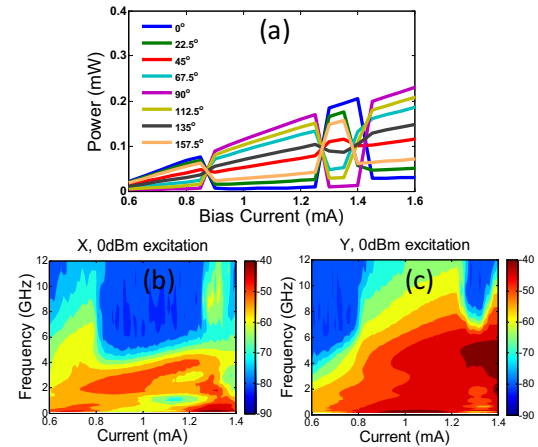 (a)
0.4
0.3
0.2
0.1
0
Power (mW)
0°
22.5°
45°
67.5°
90°
112.5°
135°
157.5°
0.6 0.8 1 1.2 1.4 1.6
Bias Current (mA)
X, 0dBm excitation
(b)
12
10
8
6
4
2
0
Frequency (GHz)
0.6 0.8 1 1.2 1.4
Current (mA)
-40
-50
-60
-70
-80
-90
Y, 0dBm excitation
(c)
12
10
8
6
4
2
0
Frequency (GHz)
0.6 0.8 1 1.2 1.4
Current (mA)
-40
-50
-60
-70
-80
-90